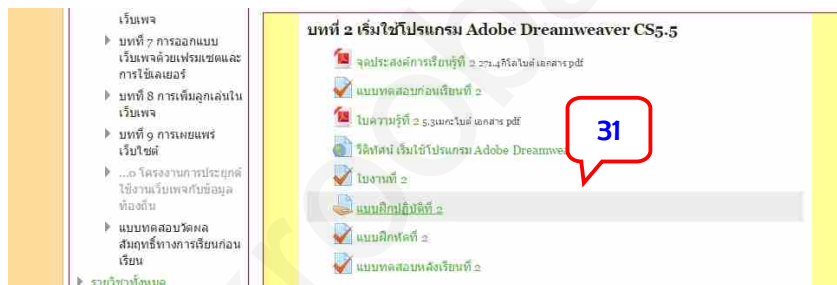 เว็บเพจ
บทที่ 7 การออกแบบ
เว็บเพจด้วยเฟรมเซตและ
การใช้เลเยอร์
บทที่ 8 การเพิ่มลูกเล่นใน
เว็บเพจ
บทที่ 9 การเผยแพร่
เว็บไซต์
...0 โครงงานการประยุกต์
ใช้งานเว็บเพจกับข้อมูล
ท้องถิ่น
แบบทดสอบวัดผล
สัมฤทธิ์ทางการเรียนก่อน
เรียน
รายวิชาทั้งหมด
บทที่ 2 เริ่มใช้โปรแกรม Adobe Dreamweaver CS5.5
จุดประสงค์การเรียนรู้ที่ 2 271.4กิโลไบต์ เอกสาร pdf
แบบทดสอบก่อนเรียนที่ 2
ใบความรู้ที่ 2 5.3เมกะไบต์ เอกสาร pdf
วีดิทัศน์ เริ่มใช้โปรแกรม Adobe Dreamwe
ใบงานที่ 2
แบบฝึกปฏิบัติที่ 2
แบบฝึกหัดที่ 2
แบบทดสอบหลังเรียนที่ 2
31